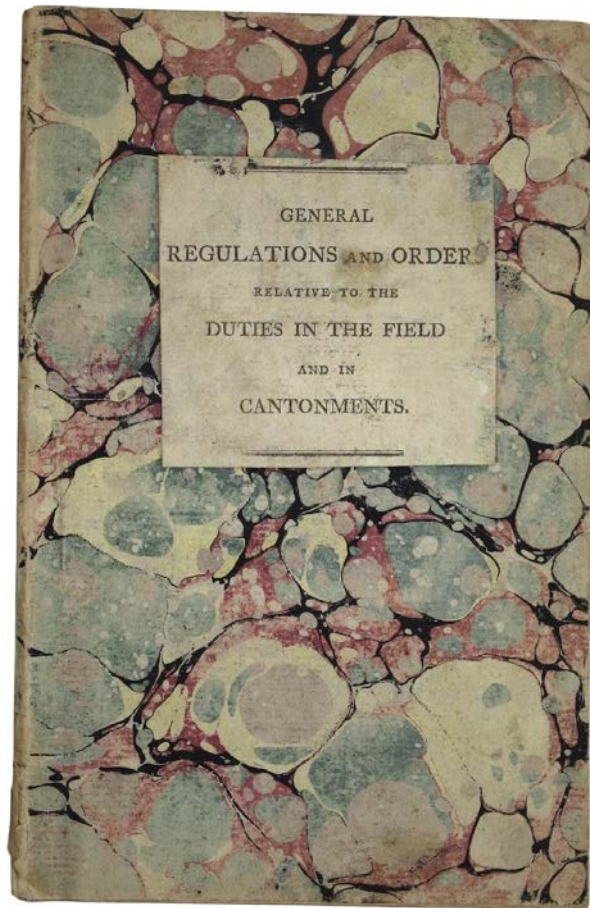 GENERAL
REGULATIONS AND ORDERS
RELATIVE TO THE
DUTIES IN THE FIELD
AND IN
CANTONMENTS.